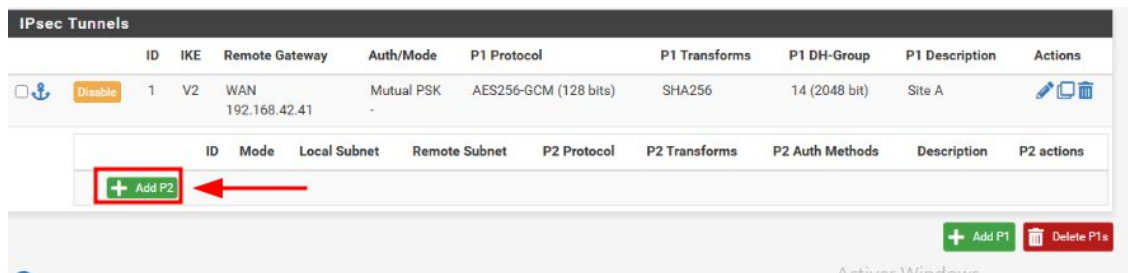 IPsec Tunnels
ID IKE Remote Gateway Auth/Mode P1 Protocol P1 Transforms P1 DH-Group P1 Description Actions
Disable 1 V2 WAN Mutual PSK AES256-GCM (128 bits) SHA256 14 (2048 bit) Site A
192.168.42.41 -
ID Mode Local Subnet Remote Subnet P2 Protocol P2 Transforms P2 Auth Methods Description P2 actions
Add P2
Add P1 Delete P1s
Activer Windows